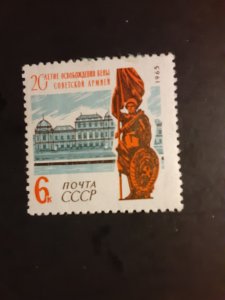 20-ЛЕТИЕ ОСВОБОЖДЕНИЯ ВЕНЫ
СОВЕТСКОЙ АРМИЕЙ
1965
6к
ПОЧТА
СССР